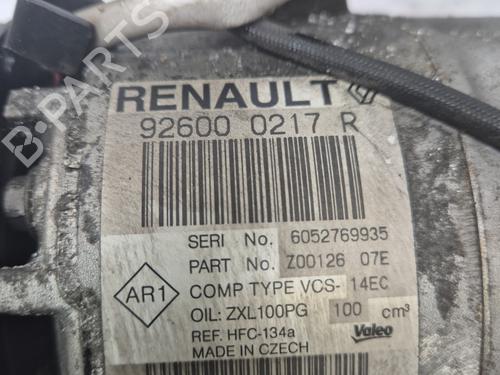 RENAULT
92600 0217 R
SERI No. 6052769935
PART No. Z00126 07E
AR1
COMP TYPE VCS- 14EC
OIL: ZXL100PG 100 cm³
REF. HFC-134a
MADE IN CZECH
Valeo
B-Parts